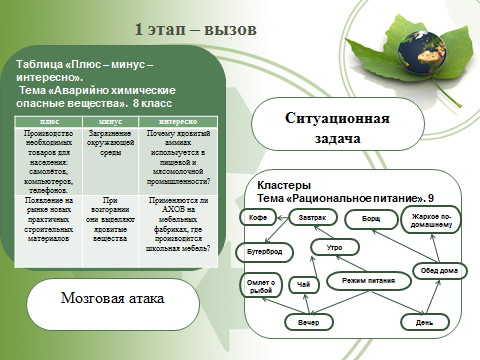 1 этап – вызов
Таблица «Плюс – минус –
интересно».
Тема «Аварийно химические
опасные вещества». 8 класс
плюс
минус
интересно
Производство
необходимых
товаров для
населения:
самолётов,
компьютеров,
телефонов.
Загрязнение
окружающей
среды
Почему ядовитый
аммиак
используется в
пищевой и
мясомолочной
промышленности?
Появление на
рынке новых
практичных
строительных
материалов
При
возгорании
они выделяют
ядовитые
вещества
Применяются ли
АХОВ на
мебельных
фабриках, где
производится
школьная мебель?
Мозговая атака
Ситуационная
задача
Кластеры
Тема «Рациональное питание». 9
Кофе
Завтрак
Борщ
Жаркое по-
домашнему
Бутерброд
Утро
Обед дома
Омлет с
рыбой
Чай
Режим питания
Вечер
День